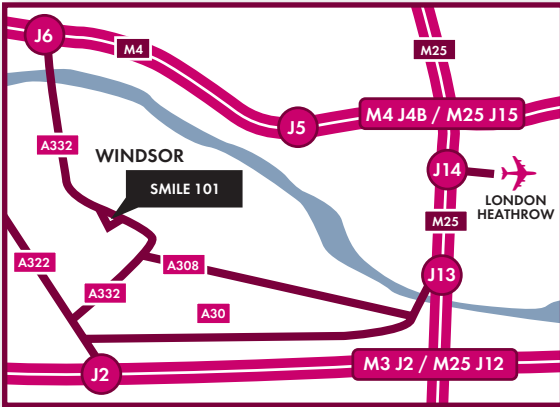 J6
M4
M25
M4 J4B / M25 J15
J5
A332
WINDSOR
J14
SMILE 101
LONDON
HEATHROW
M25
A322
A308
J13
A332
A30
J2
M3 J2 / M25 J12